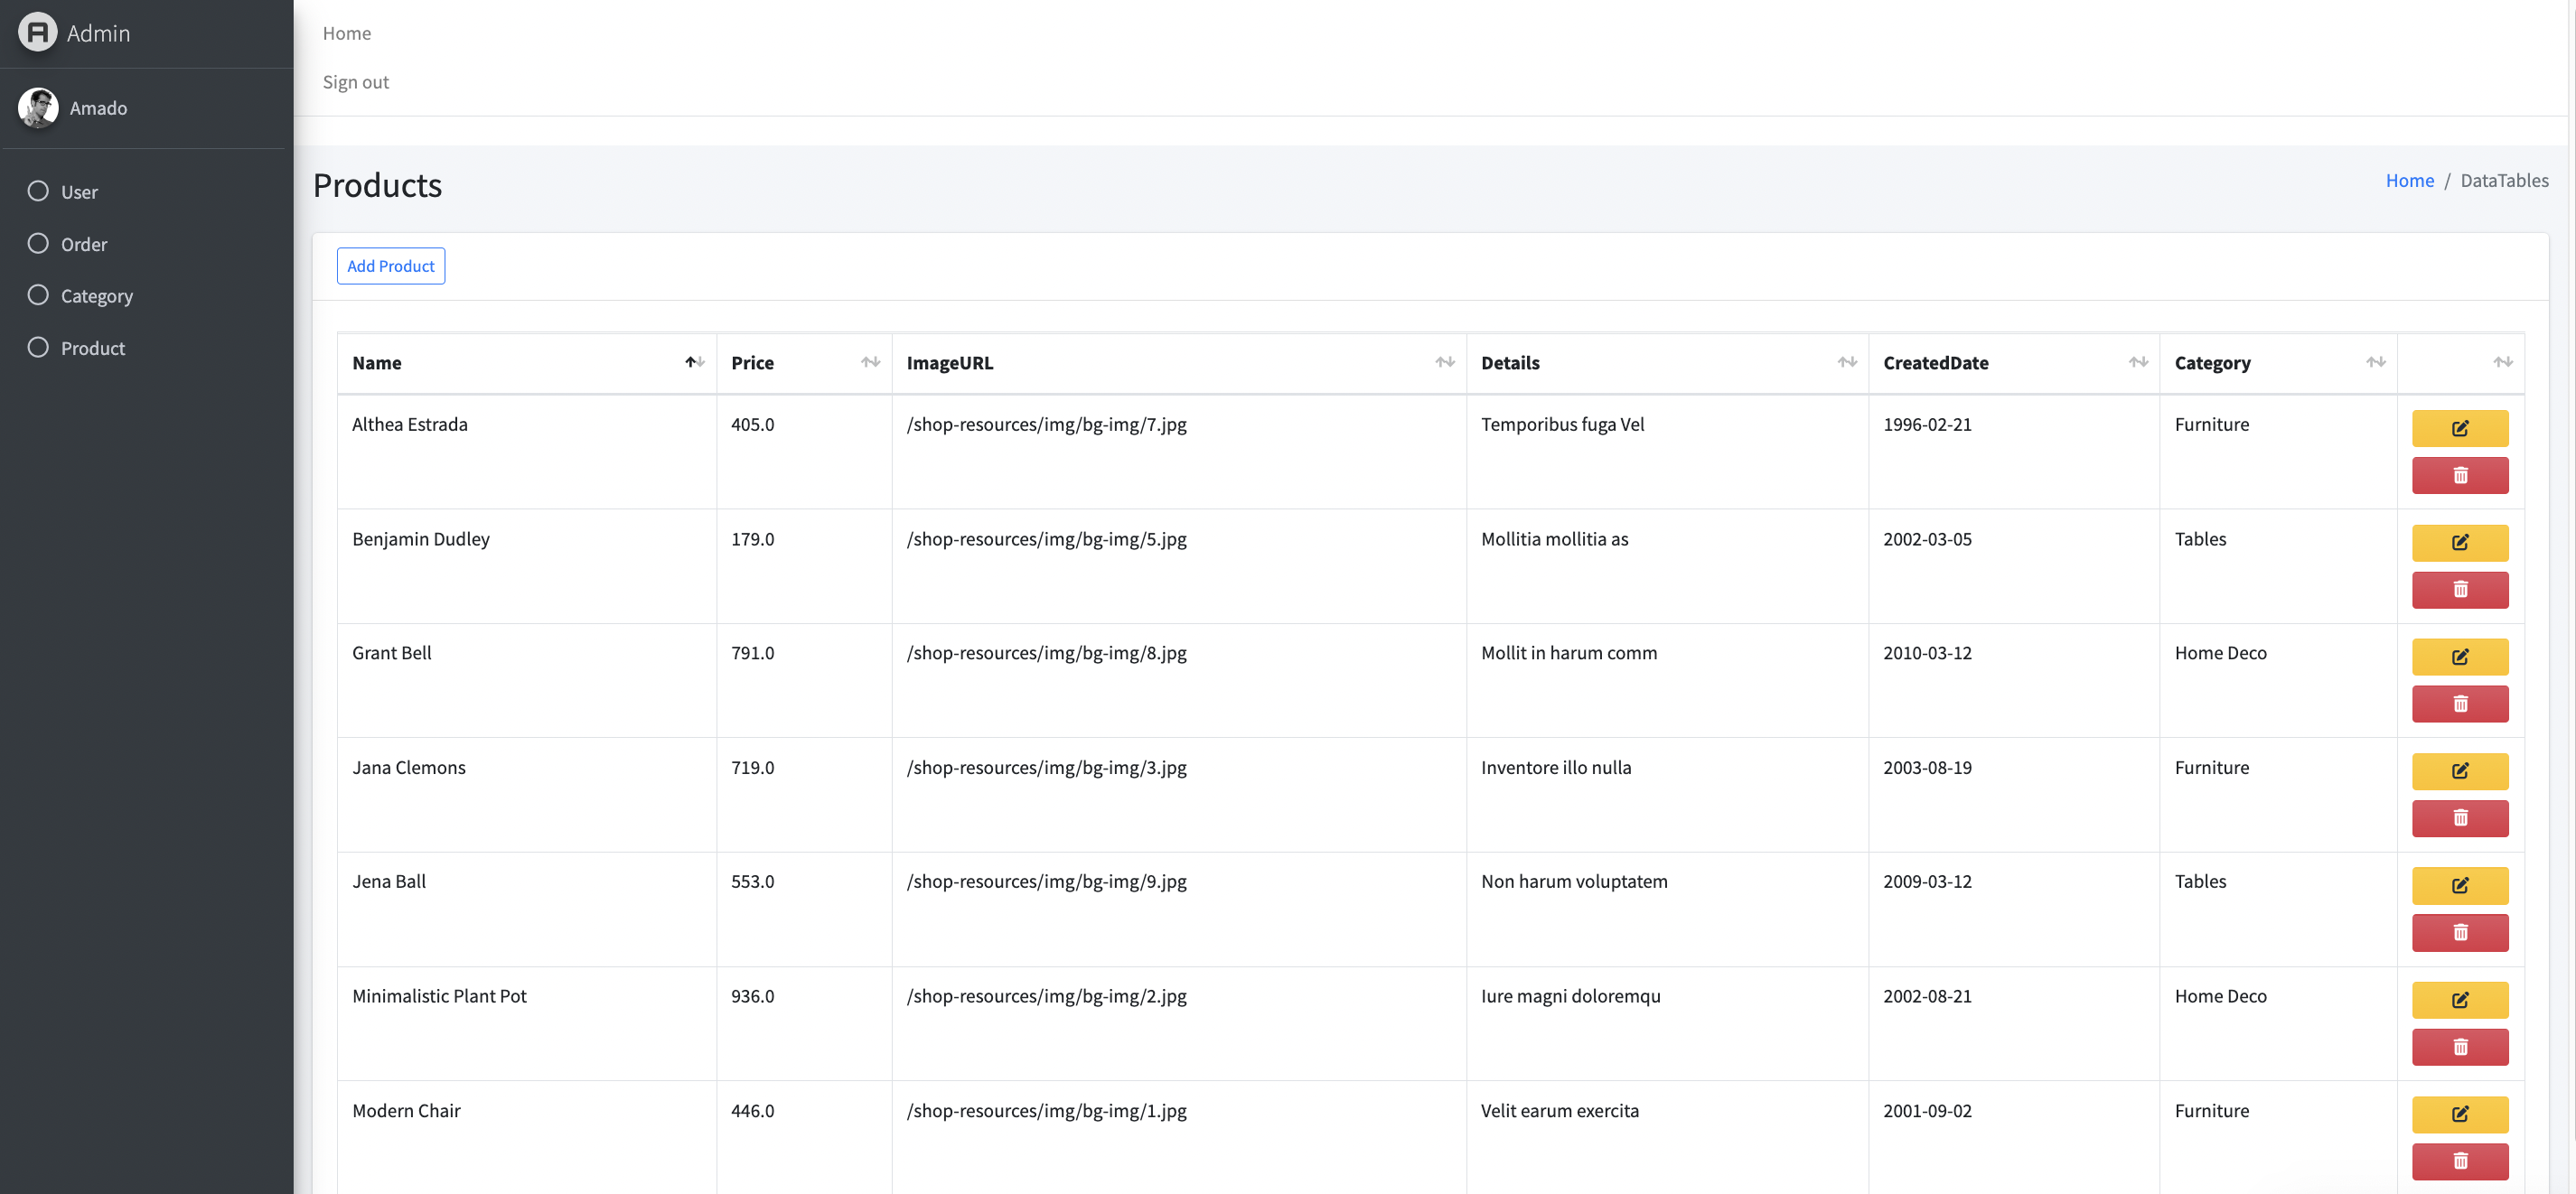 Admin
Amado
User
Order
Category
Product
Home
Sign out
Products
Home / DataTables
Add Product
Name Price ImageURL Details CreatedDate Category
Althea Estrada 405.0 /shop-resources/img/bg-img/7.jpg Temporibus fuga Vel 1996-02-21 Furniture
Benjamin Dudley 179.0 /shop-resources/img/bg-img/5.jpg Mollitia mollitia as 2002-03-05 Tables
Grant Bell 791.0 /shop-resources/img/bg-img/8.jpg Mollit in harum comm 2010-03-12 Home Deco
Jana Clemons 719.0 /shop-resources/img/bg-img/3.jpg Inventore illo nulla 2003-08-19 Furniture
Jena Ball 553.0 /shop-resources/img/bg-img/9.jpg Non harum voluptatem 2009-03-12 Tables
Minimalistic Plant Pot 936.0 /shop-resources/img/bg-img/2.jpg Iure magni doloremqu 2002-08-21 Home Deco
Modern Chair 446.0 /shop-resources/img/bg-img/1.jpg Velit earum exercita 2001-09-02 Furniture